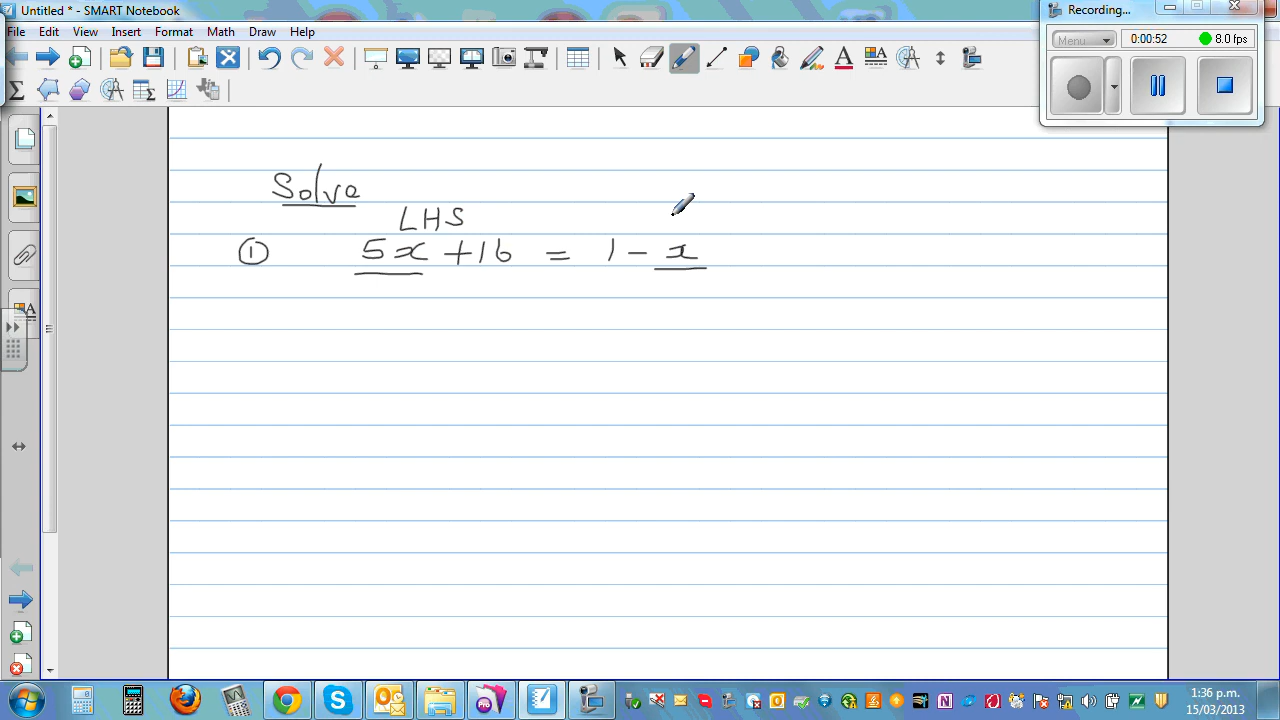 Untitled * - SMART Notebook
Recording...
File Edit View Insert Format Math Draw Help
Menu 0:00:52 8.0 fps
Solve
LHS
① 5x + 16 = 1 - x
1:36 p.m.
15/03/2013